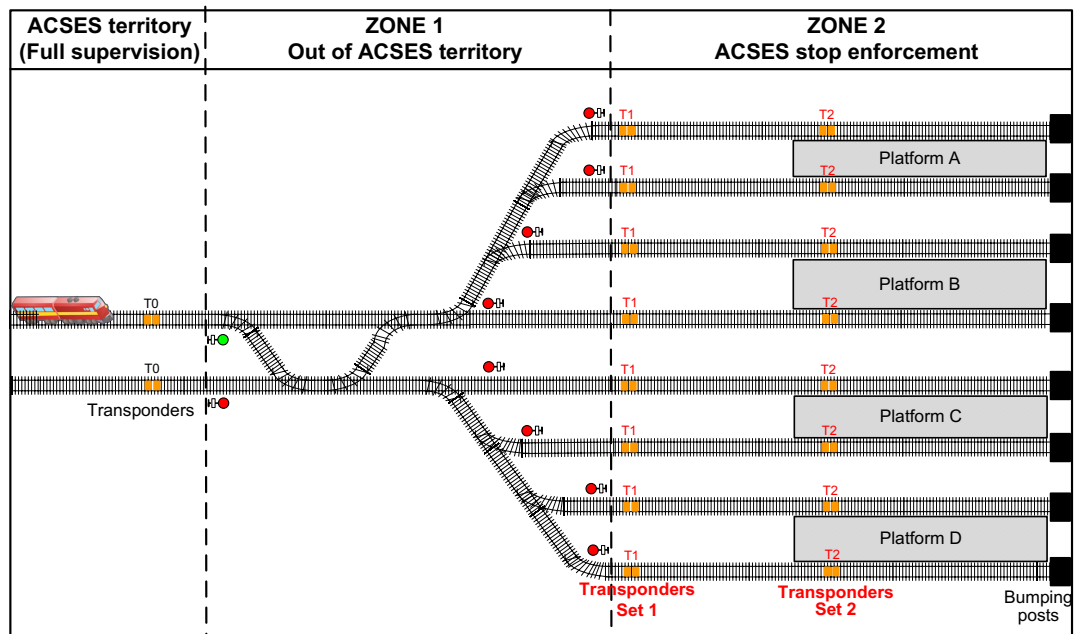 ACSES territory
(Full supervision)
ZONE 1
Out of ACSES territory
ZONE 2
ACSES stop enforcement
T1
T2
Platform A
T1
T2
T1
T2
Platform B
T0
T1
T2
T0
Transponders
T1
T2
Platform C
T1
T2
T1
T2
Platform D
T1
T2
Transponders
Set 1
Transponders
Set 2
Bumping
posts